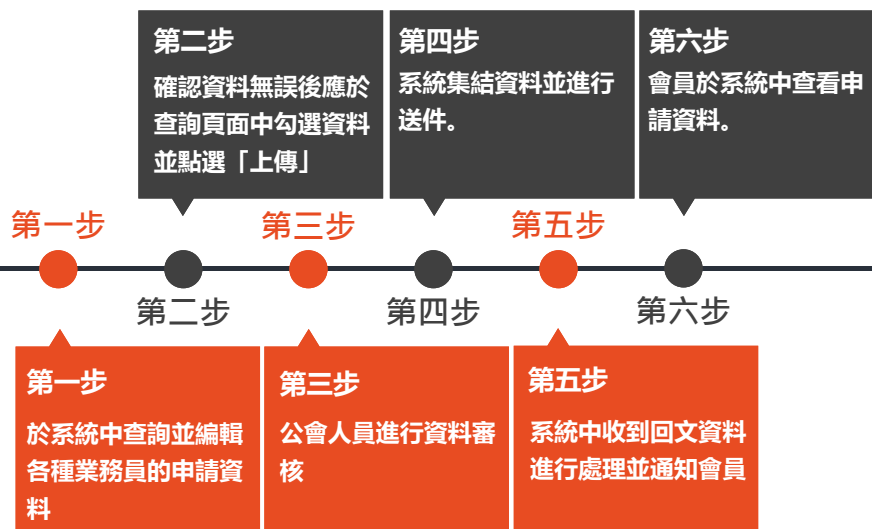 第二步
確認資料無誤後應於
查詢頁面中勾選資料
並點選「上傳」
第四步
系統集結資料並進行
送件。
第六步
會員於系統中查看申
請資料。
第一步
第三步
第五步
第二步
第四步
第六步
第一步
於系統中查詢並編輯
各種業務員的申請資
料
第三步
公會人員進行資料審
核
第五步
系統中收到回文資料
進行處理並通知會員